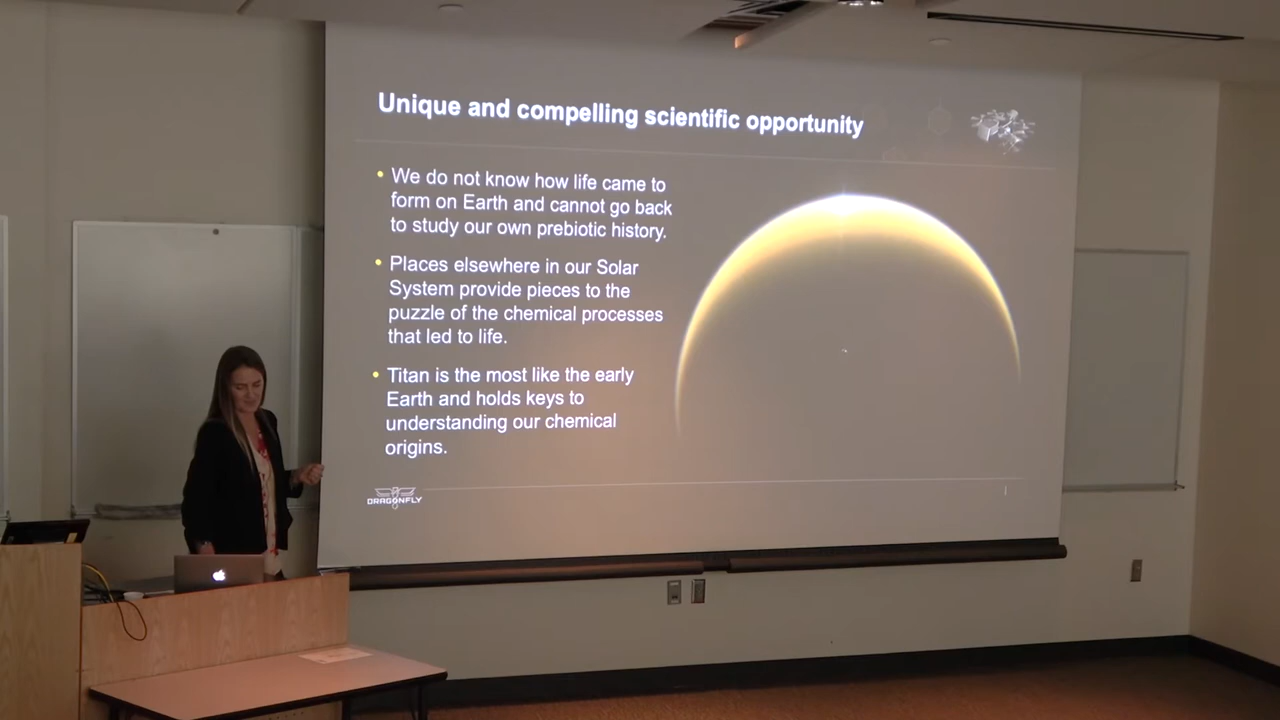 Unique and compelling scientific opportunity
• We do not know how life came to
form on Earth and cannot go back
to study our own prebiotic history.
• Places elsewhere in our Solar
System provide pieces to the
puzzle of the chemical processes
that led to life.
• Titan is the most like the early
Earth and holds keys to
understanding our chemical
origins.
DRAGONFLY